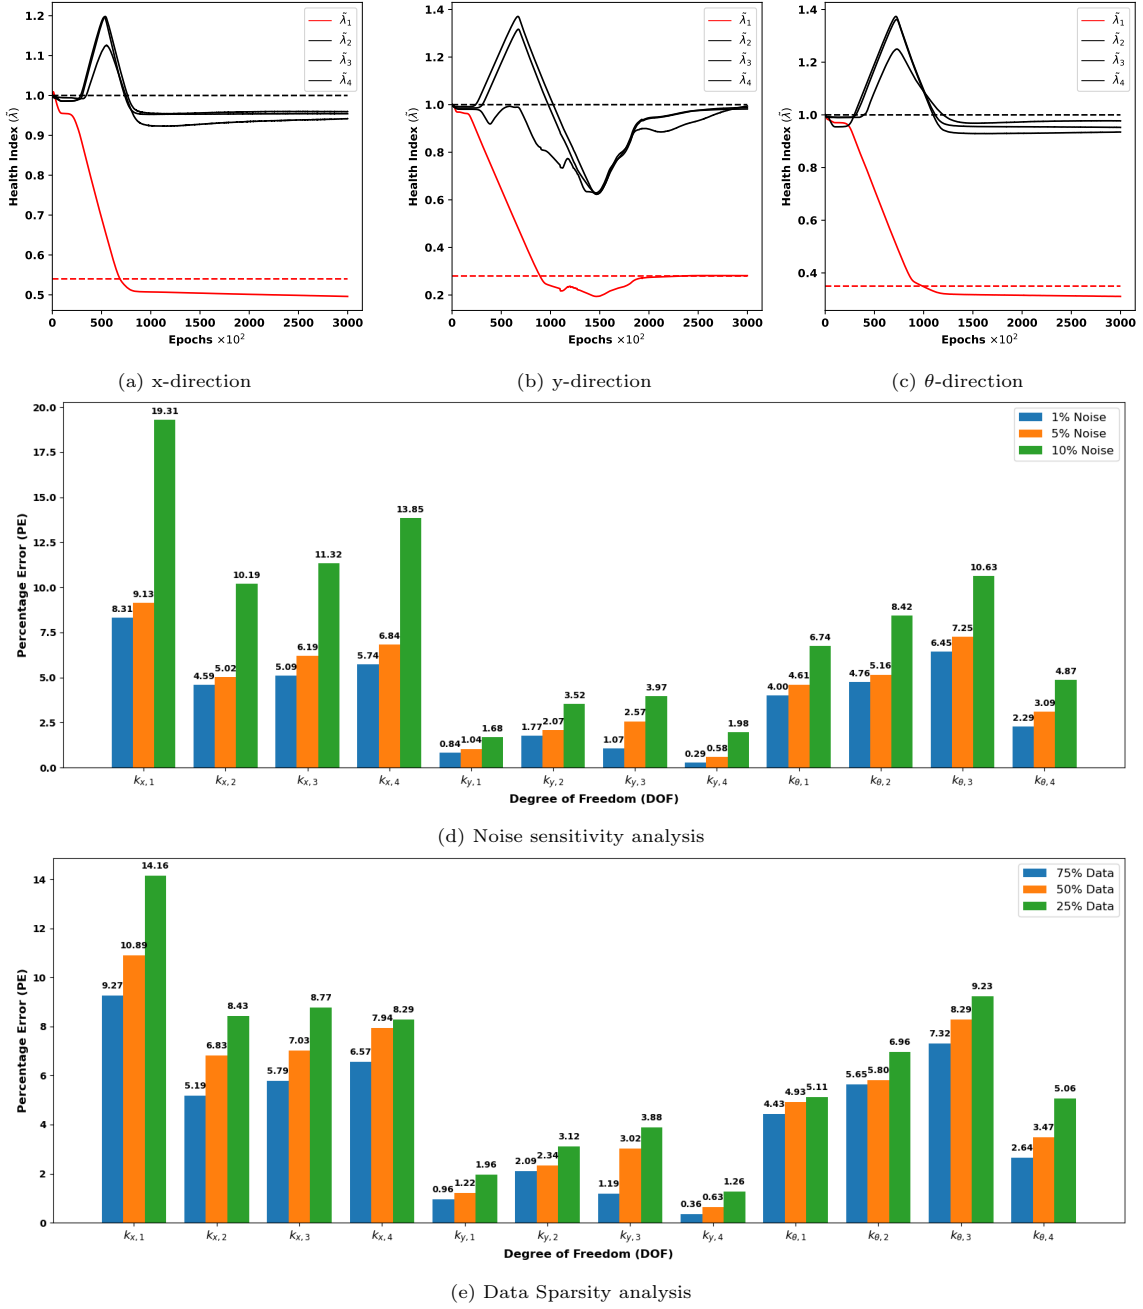 Health Index (λ̃)
1.2
1.1
1.0
0.9
0.8
0.7
0.6
0.5
0 500 1000 1500 2000 2500 3000
Epochs ×10²
λ̃₁
λ̃₂
λ̃₃
λ̃₄
(a) x-direction
Health Index (λ̃)
1.4
1.2
1.0
0.8
0.6
0.4
0.2
0 500 1000 1500 2000 2500 3000
Epochs ×10²
λ̃₁
λ̃₂
λ̃₃
λ̃₄
(b) y-direction
Health Index (λ̃)
1.4
1.2
1.0
0.8
0.6
0.4
0 500 1000 1500 2000 2500 3000
Epochs ×10²
λ̃₁
λ̃₂
λ̃₃
λ̃₄
(c) θ-direction
Percentage Error (PE)
20.0
17.5
15.0
12.5
10.0
7.5
5.0
2.5
0.0
1% Noise
5% Noise
10% Noise
8.31 9.13 19.31
4.59 5.02 10.19
5.09 6.19 11.32
5.74 6.84 13.85
0.84 1.04 1.68
1.77 2.07 3.52
1.07 2.57 3.97
0.29 0.58 1.98
4.00 4.61 6.74
4.76 5.16 8.42
6.45 7.25 10.63
2.29 3.09 4.87
kx,1 kx,2 kx,3 kx,4 ky,1 ky,2 ky,3 ky,4 kθ,1 kθ,2 kθ,3 kθ,4
Degree of Freedom (DOF)
(d) Noise sensitivity analysis
Percentage Error (PE)
14
12
10
8
6
4
2
0
75% Data
50% Data
25% Data
9.27 10.89 14.16
5.19 6.83 8.43
5.79 7.03 8.77
6.57 7.94 8.29
0.96 1.22 1.96
2.09 2.34 3.12
1.19 3.02 3.88
0.36 0.63 1.26
4.43 4.93 5.11
5.65 5.80 6.96
7.32 8.29 9.23
2.64 3.47 5.06
kx,1 kx,2 kx,3 kx,4 ky,1 ky,2 ky,3 ky,4 kθ,1 kθ,2 kθ,3 kθ,4
Degree of Freedom (DOF)
(e) Data Sparsity analysis